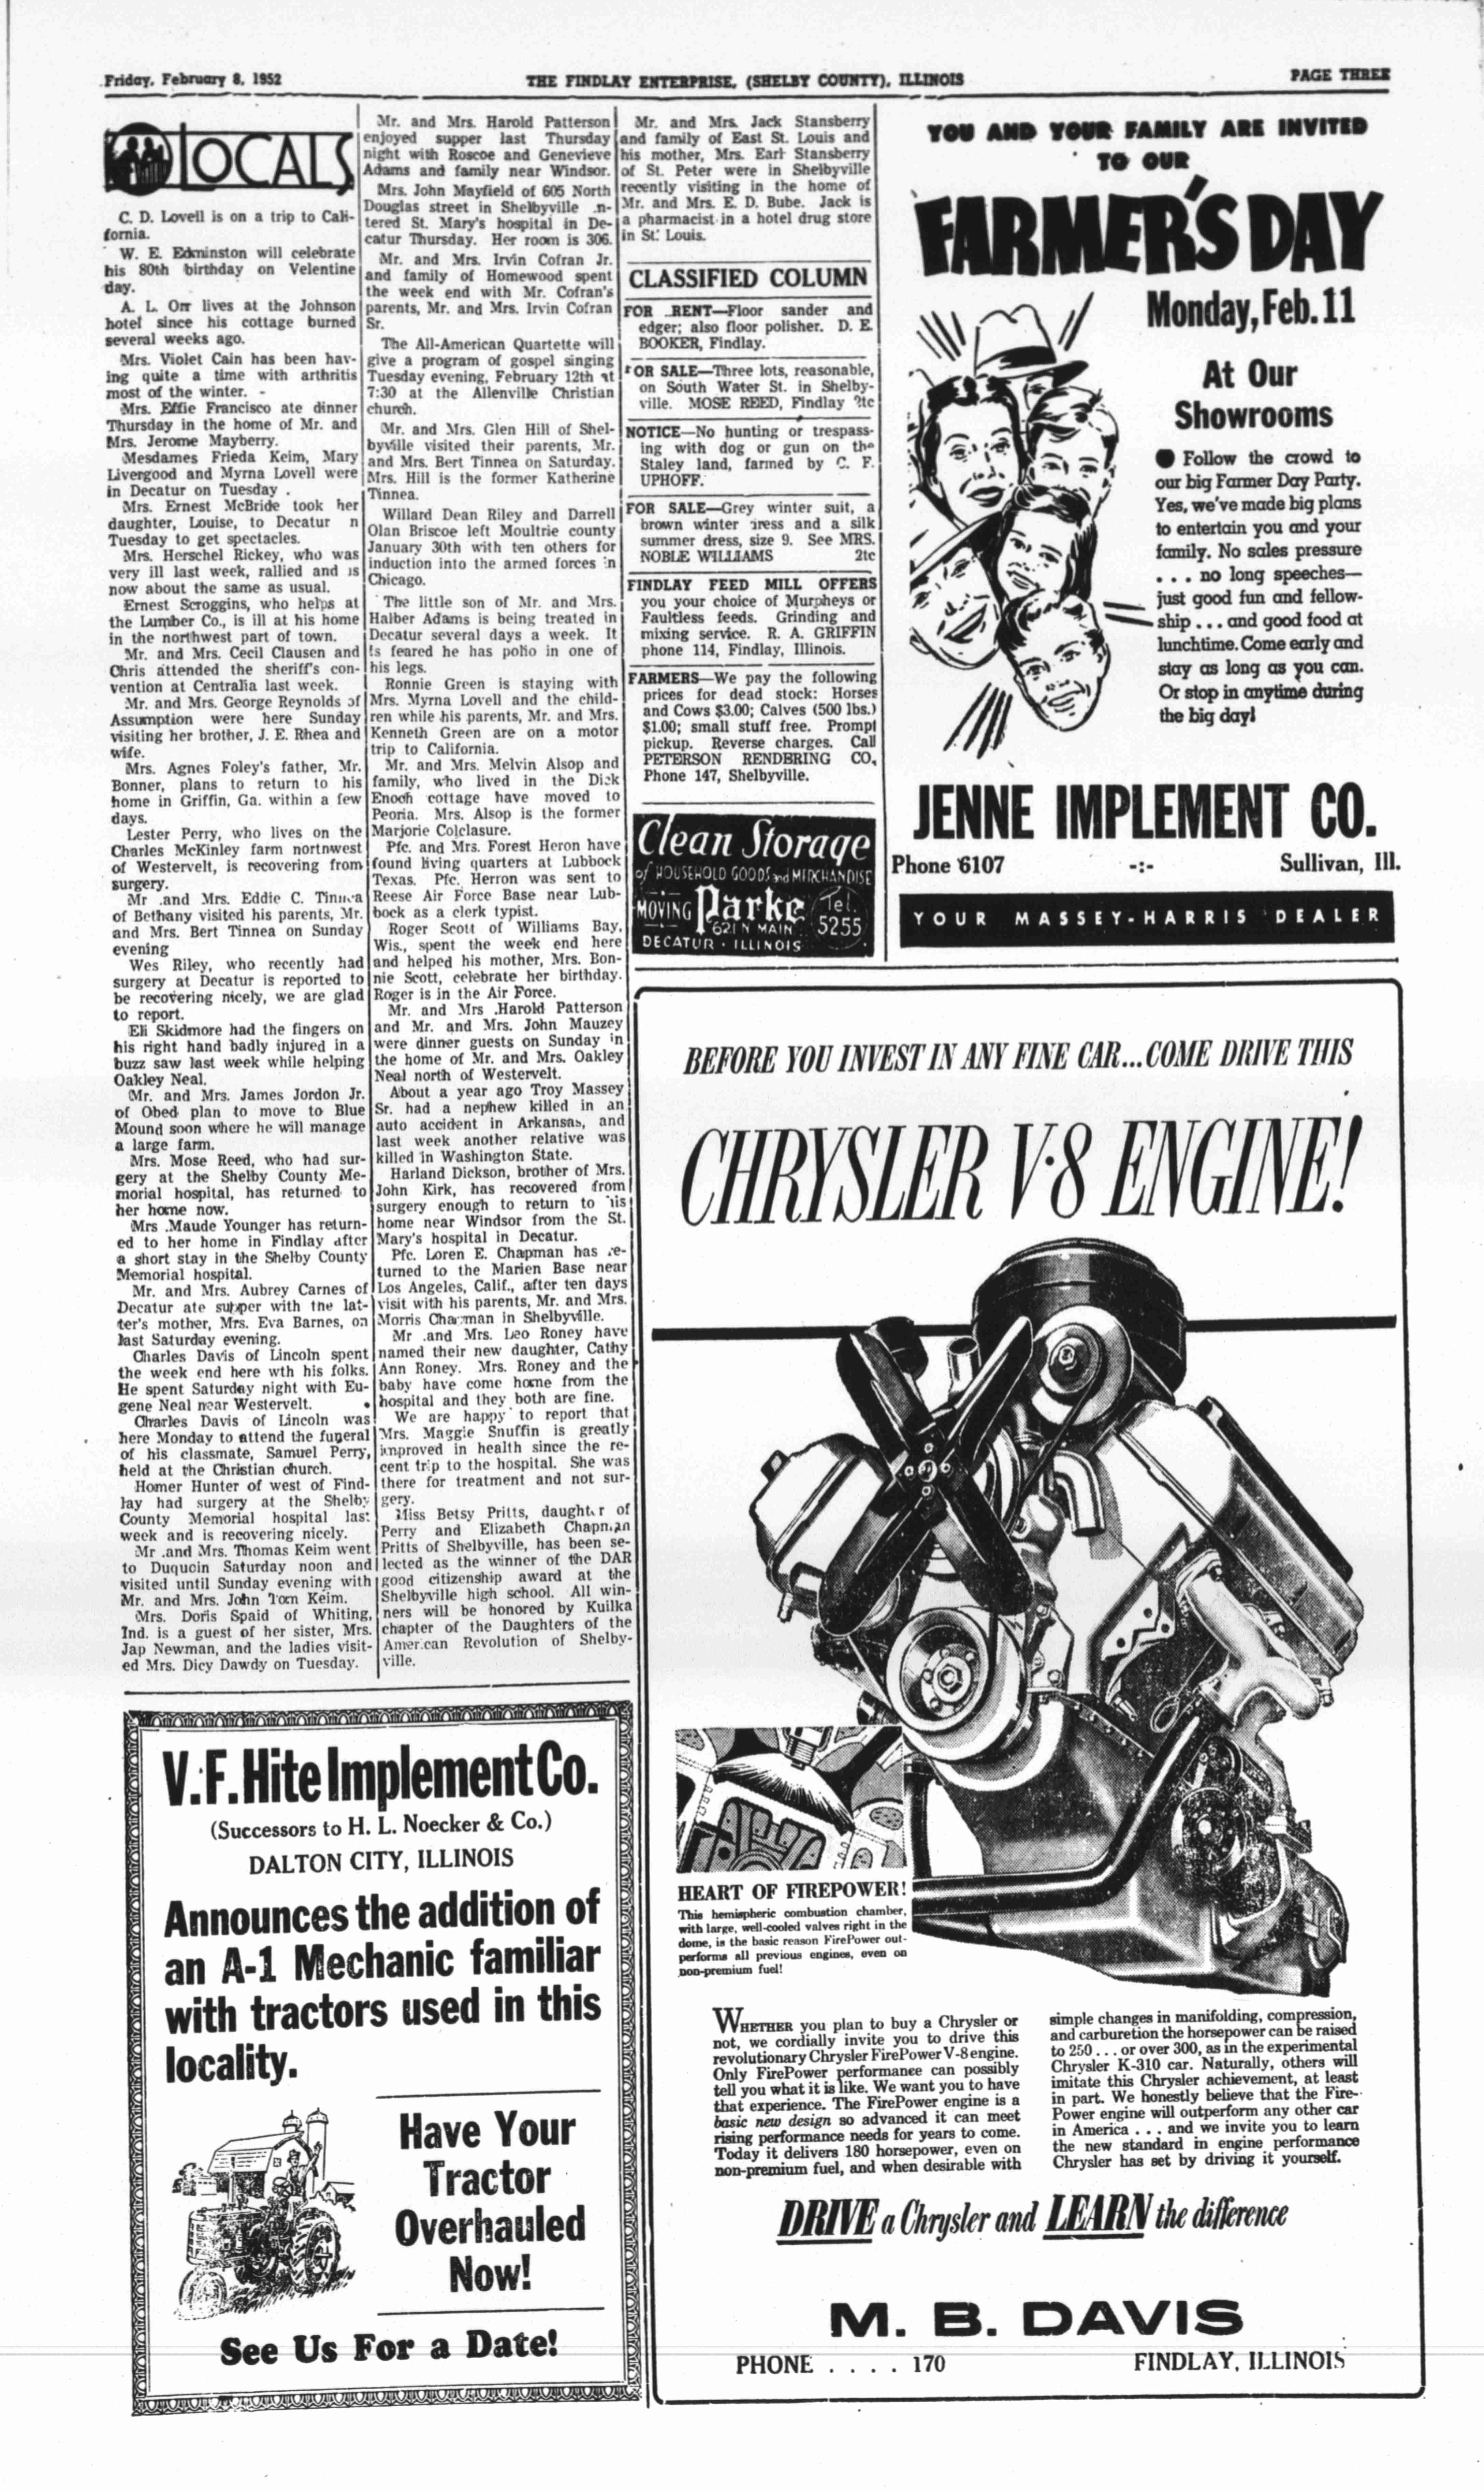 Friday, February 8, 1952
THE FINDLAY ENTERPRISE, (SHELBY COUNTY), ILLINOIS
PAGE THREE
LOCALS
C. D. Lovell is on a trip to Cali-
fornia.
W. E. Edminston will celebrate
his 80th birthday on Velentine
day.
A. L. Orr lives at the Johnson
hotel since his cottage burned
several weeks ago.
Mrs. Violet Cain has been hav-
ing quite a time with arthritis
most of the winter. -
Mrs. Effie Francisco ate dinner
Thursday in the home of Mr. and
Mrs. Jerome Mayberry.
Mesdames Frieda Keim, Mary
Livergood and Myrna Lovell were
in Decatur on Tuesday .
Mrs. Ernest McBride took her
daughter, Louise, to Decatur n
Tuesday to get spectacles.
Mrs. Herschel Rickey, who was
very ill last week, rallied and is
now about the same as usual.
Ernest Scroggins, who helps at
the Lumber Co., is ill at his home
in the northwest part of town.
Mr. and Mrs. Cecil Clausen and
Chris attended the sheriff's con-
vention at Centralia last week.
Mr. and Mrs. George Reynolds of
Assumption were here Sunday
visiting her brother, J. E. Rhea and
wife.
Mrs. Agnes Foley's father, Mr.
Bonner, plans to return to his
home in Griffin, Ga. within a few
days.
Lester Perry, who lives on the
Charles McKinley farm nortnwest
of Westervelt, is recovering from
surgery.
Mr .and Mrs. Eddie C.
of Bethany visited his parents, Mr.
and Mrs. Bert Tinnea on Sunday
evening
Wes Riley, who recently had
surgery at Decatur is reported to
be recovering nicely, we are glad
to report.
Eli Skidmore had the fingers on
his right hand badly injured in a
buzz saw last week while helping
Oakley Neal.
Mr. and Mrs. James Jordon Jr.
of Obed plan to move to Blue
Mound soon where he will manage
a large farm.
Mrs. Mose Reed, who had sur-
gery at the Shelby County Me-
morial hospital, has returned to
her home now.
Mrs .Maude Younger has return-
ed to her home in Findlay after
a short stay in the Shelby County
Memorial hospital.
Mr. and Mrs. Aubrey Carnes of
Decatur ate supper with tne lat-
ter's mother, Mrs. Eva Barnes, on
last Saturday evening.
Charles Davis of Lincoln spent
the week end here wth his folks.
He spent Saturday night with Eu-
gene Neal near Westervelt.
Charles Davis of Lincoln was
here Monday to attend the funeral
of his classmate, Samuel Perry,
held at the Christian church.
Homer Hunter of west of Find-
lay had surgery at the Shelby
County Memorial hospital last
week and is recovering nicely.
Mr .and Mrs. Thomas Keim went
to Duquoin Saturday noon and
visited until Sunday evening with
Mr. and Mrs. John Tom Keim.
Mrs. Doris Spaid of Whiting,
Ind. is a guest of her sister, Mrs.
Jap Newman, and the ladies visit-
ed Mrs. Dicy Dawdy on Tuesday.
Mr. and Mrs. Harold Patterson
enjoyed supper last Thursday
night with Roscoe and Genevieve
Adams and family near Windsor.
Mrs. John Mayfield of 605 North
Douglas street in Shelbyville .n-
tered St. Mary's hospital in De-
catur Thursday. Her room is 306.
Mr. and Mrs. Irvin Cofran Jr.
and family of Homewood spent
the week end with Mr. Cofran's
parents, Mr. and Mrs. Irvin Cofran
Sr.
The All-American Quartette will
give a program of gospel singing
Tuesday evening, February 12th at
7:30 at the Allenville Christian
church.
Mr. and Mrs. Glen Hill of Shel-
byville visited their parents, Mr.
and Mrs. Bert Tinnea on Saturday.
Mrs. Hill is the former Katherine
Tinnea.
Willard Dean Riley and Darrell
Olan Briscoe left Moultrie county
January 30th with ten others for
induction into the armed forces in
Chicago.
The little son of Mr. and Mrs.
Halber Adams is being treated in
Decatur several days a week. It
is feared he has polio in one of
his legs.
Ronnie Green is staying with
Mrs. Myrna Lovell and the child-
ren while his parents, Mr. and Mrs.
Kenneth Green are on a motor
trip to California.
Mr. and Mrs. Melvin Alsop and
family, who lived in the Dick
Enoch cottage have moved to
Peoria. Mrs. Alsop is the former
Marjorie Colclasure.
Pfc. and Mrs. Forest Heron have
found living quarters at Lubbock
Texas. Pfc. Herron was sent to
Reese Air Force Base near Lub-
bock as a clerk typist.
Roger Scott of Williams Bay,
Wis., spent the week end here
and helped his mother, Mrs. Bon-
nie Scott, celebrate her birthday.
Roger is in the Air Force.
Mr. and Mrs .Harold Patterson
and Mr. and Mrs. John Mauzey
were dinner guests on Sunday in
the home of Mr. and Mrs. Oakley
Neal north of Westervelt.
About a year ago Troy Massey
Sr. had a nephew killed in an
auto accident in Arkansas, and
last week another relative was
killed in Washington State.
Harland Dickson, brother of Mrs.
John Kirk, has recovered from
surgery enough to return to his
home near Windsor from the St.
Mary's hospital in Decatur.
Pfc. Loren E. Chapman has re-
turned to the Marien Base near
Los Angeles, Calif., after ten days
visit with his parents, Mr. and Mrs.
Morris Chapman in Shelbyville.
Mr .and Mrs. Leo Roney have
named their new daughter, Cathy
Ann Roney. Mrs. Roney and the
baby have come home from the
hospital and they both are fine.
We are happy to report that
Mrs. Maggie Snuffin is greatly
improved in health since the re-
cent trip to the hospital. She was
there for treatment and not sur-
gery.
Miss Betsy Pritts, daughter of
Perry and Elizabeth Chapman
Pritts of Shelbyville, has been se-
lected as the winner of the DAR
good citizenship award at the
Shelbyville high school. All win-
ners will be honored by Kuilka
chapter of the Daughters of the
American Revolution of Shelby-
ville.
Mr. and Mrs. Jack Stansberry
and family of East St. Louis and
his mother, Mrs. Earl Stansberry
of St. Peter were in Shelbyville
recently visiting in the home of
Mr. and Mrs. E. D. Bube. Jack is
a pharmacist in a hotel drug store
in St. Louis.
CLASSIFIED COLUMN
FOR RENT—Floor sander and
edger; also floor polisher. D. E.
BOOKER, Findlay.
FOR SALE—Three lots, reasonable,
on South Water St. in Shelby-
ville. MOSE REED, Findlay ?tc
NOTICE—No hunting or trespass-
ing with dog or gun on the
Staley land, farmed by C. F.
UPHOFF.
FOR SALE—Grey winter suit, a
brown winter dress and a silk
summer dress, size 9. See MRS.
NOBLE WILLIAMS 2tc
FINDLAY FEED MILL OFFERS
you your choice of Murpheys or
Faultless feeds. Grinding and
mixing service. R. A. GRIFFIN
phone 114, Findlay, Illinois.
FARMERS—We pay the following
prices for dead stock: Horses
and Cows $3.00; Calves (500 lbs.)
$1.00; small stuff free. Prompt
pickup. Reverse charges. Call
PETERSON RENDERING CO,
Phone 147, Shelbyville.
Clean Storage
of HOUSEHOLD GOODS and MERCHANDISE
MOVING Parke Tel.
621 N MAIN 5255
DECATUR · ILLINOIS
YOU AND YOUR FAMILY ARE INVITED
TO OUR
FARMER'S DAY
Monday, Feb. 11
At Our
Showrooms
● Follow the crowd to
our big Farmer Day Party.
Yes, we've made big plans
to entertain you and your
family. No sales pressure
. . . no long speeches—
just good fun and fellow-
ship . . . and good food at
lunchtime. Come early and
stay as long as you can.
Or stop in anytime during
the big day!
JENNE IMPLEMENT CO.
Phone 6107 -:- Sullivan, Ill.
YOUR MASSEY-HARRIS DEALER
BEFORE YOU INVEST IN ANY FINE CAR...COME DRIVE THIS
CHRYSLER V-8 ENGINE!
HEART OF FIREPOWER!
This hemispheric combustion chamber,
with large, well-cooled valves right in the
dome, is the basic reason FirePower out-
performs all previous engines, even on
non-premium fuel!
WHETHER you plan to buy a Chrysler or
not, we cordially invite you to drive this
revolutionary Chrysler FirePower V-8 engine.
Only FirePower performance can possibly
tell you what it is like. We want you to have
that experience. The FirePower engine is a
basic new design so advanced it can meet
rising performance needs for years to come.
Today it delivers 180 horsepower, even on
non-premium fuel, and when desirable with
simple changes in manifolding, compression,
and carburetion the horsepower can be raised
to 250 . . . or over 300, as in the experimental
Chrysler K-310 car. Naturally, others will
imitate this Chrysler achievement, at least
in part. We honestly believe that the Fire-
Power engine will outperform any other car
in America . . . and we invite you to learn
the new standard in engine performance
Chrysler has set by driving it yourself.
DRIVE a Chrysler and LEARN the difference
M. B. DAVIS
PHONE . . . . 170 FINDLAY, ILLINOIS
V. F. Hite Implement Co.
(Successors to H. L. Noecker & Co.)
DALTON CITY, ILLINOIS
Announces the addition of
an A-1 Mechanic familiar
with tractors used in this
locality.
Have Your
Tractor
Overhauled
Now!
See Us For a Date!